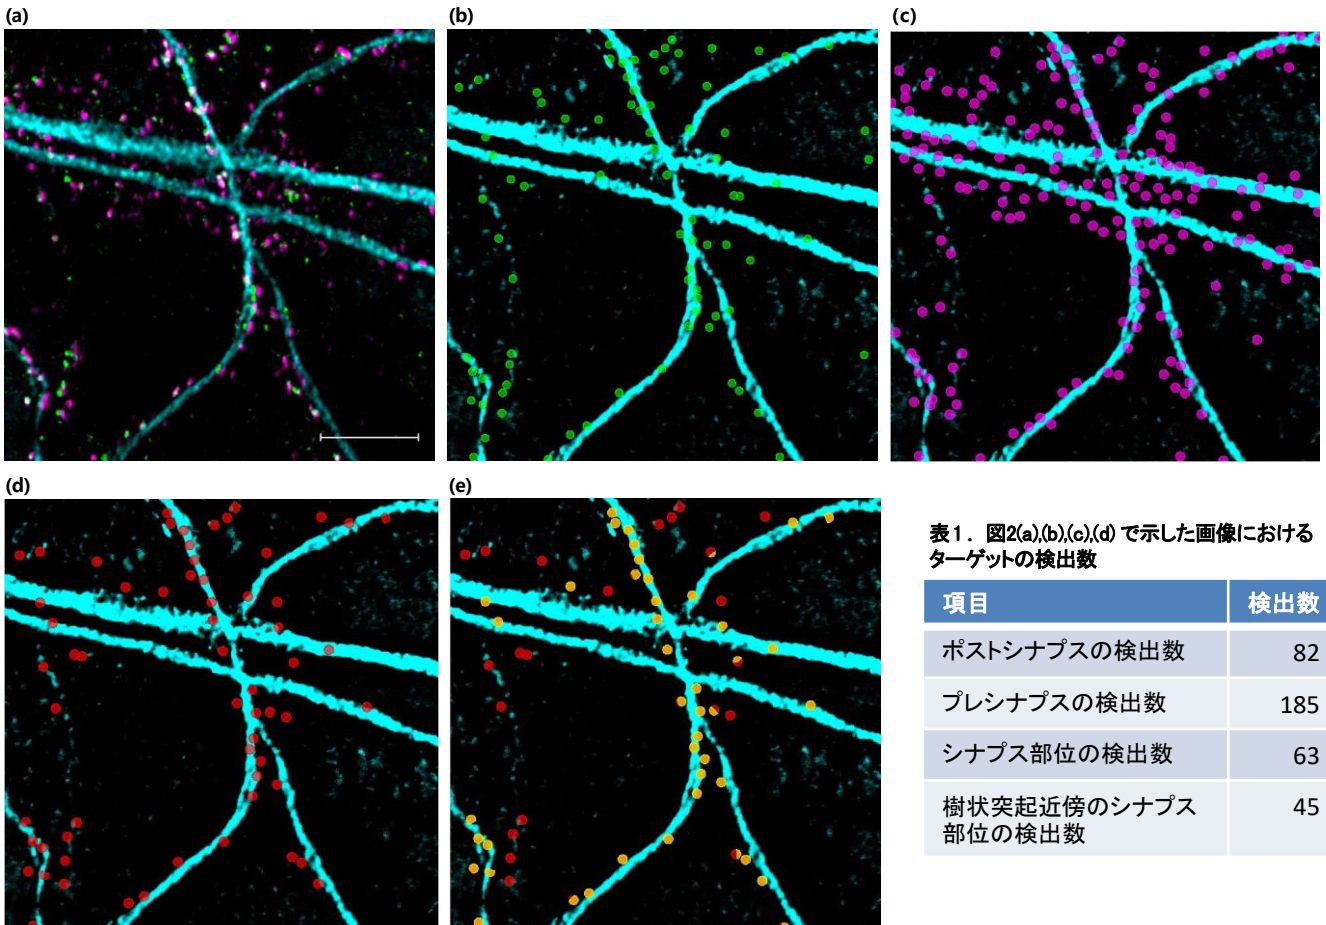 (a)
(b)
(c)
(d)
(e)
表1. 図2(a),(b),(c),(d) で示した画像における
ターゲットの検出数
項目 検出数
ポストシナプスの検出数 82
プレシナプスの検出数 185
シナプス部位の検出数 63
樹状突起近傍のシナプス 45
部位の検出数